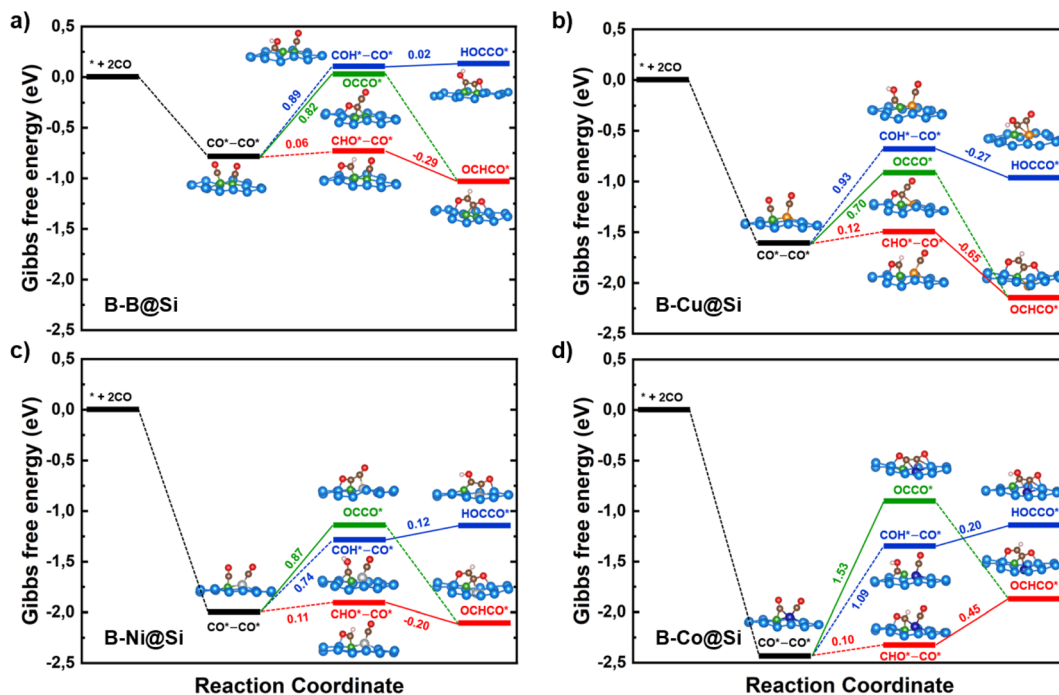 a)
Gibbs free energy (eV)
0,5
0,0
-0,5
-1,0
-1,5
-2,0
-2,5
* + 2CO
CO*–CO*
0.89
0.82
0.06
COH*–CO*
OCCO*
CHO*–CO*
0.02
-0.29
HOCCO*
OCHCO*
B-B@Si
b)
Gibbs free energy (eV)
0,5
0,0
-0,5
-1,0
-1,5
-2,0
-2,5
* + 2CO
CO*–CO*
0.93
0.70
0.12
COH*–CO*
OCCO*
CHO*–CO*
-0.27
-0.65
HOCCO*
OCHCO*
B-Cu@Si
c)
Gibbs free energy (eV)
0,5
0,0
-0,5
-1,0
-1,5
-2,0
-2,5
* + 2CO
CO*–CO*
0.87
0.74
0.11
OCCO*
COH*–CO*
CHO*–CO*
0.12
-0.20
HOCCO*
OCHCO*
B-Ni@Si
Reaction Coordinate
d)
Gibbs free energy (eV)
0,5
0,0
-0,5
-1,0
-1,5
-2,0
-2,5
* + 2CO
CO*–CO*
1.53
1.09
0.10
OCCO*
COH*–CO*
CHO*–CO*
0.20
0.45
HOCCO*
OCHCO*
B-Co@Si
Reaction Coordinate